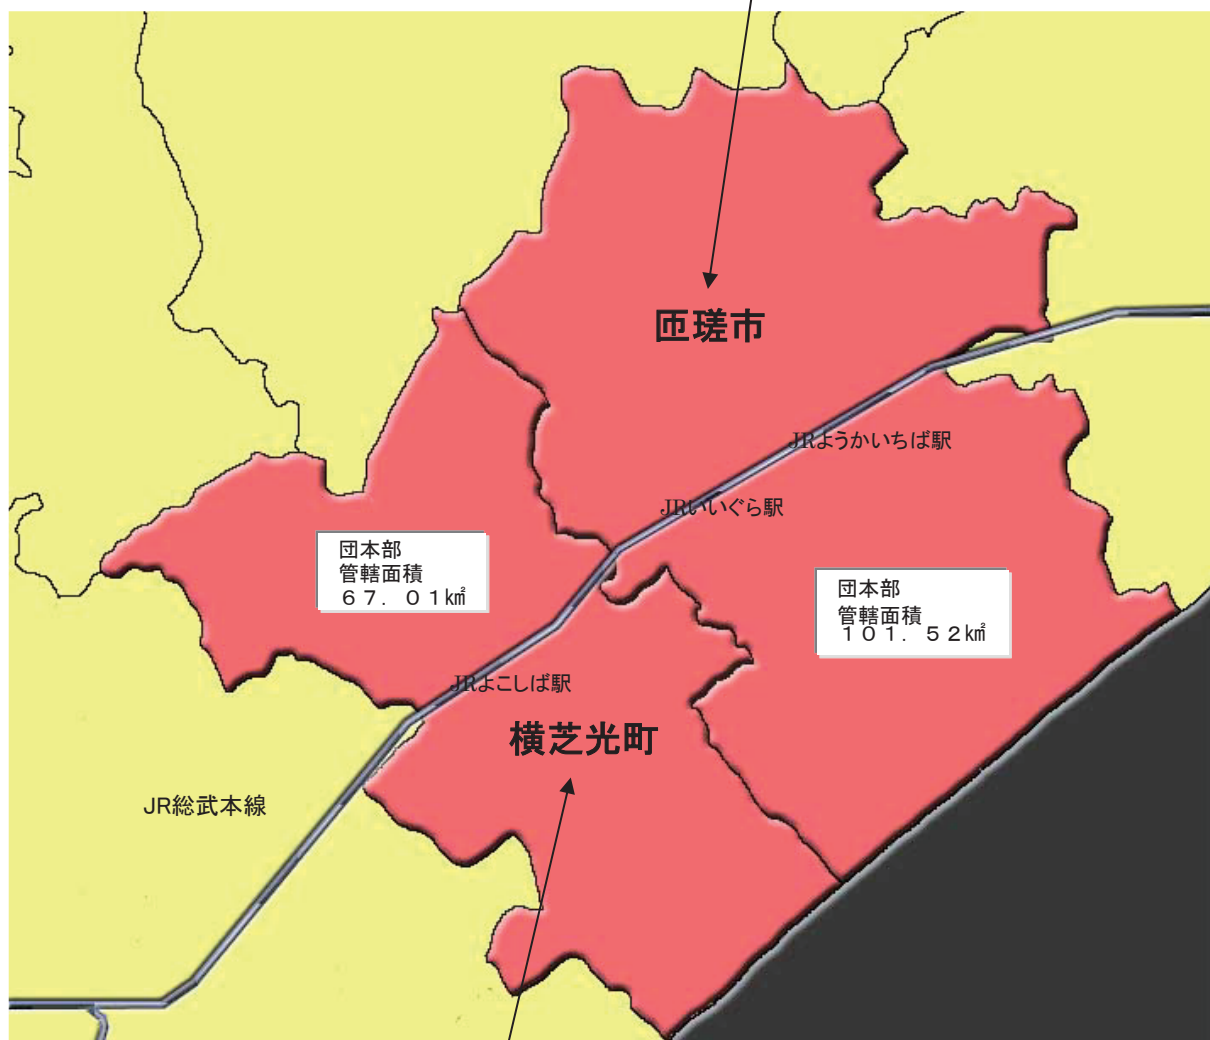 匝瑳市
JRようかいちば駅
JRいいぐら駅
団本部
管轄面積
６７．０１㎢
団本部
管轄面積
１０１．５２㎢
JRよこしば駅
横芝光町
JR総武本線